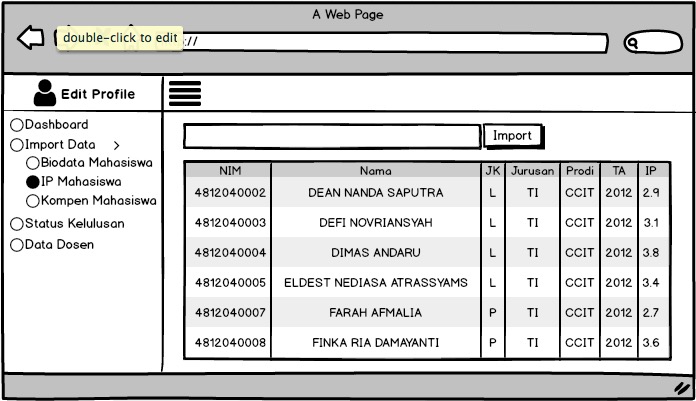 A Web Page
double-click to edit
://
Edit Profile
Dashboard
Import Data >
Biodata Mahasiswa
IP Mahasiswa
Kompen Mahasiswa
Status Kelulusan
Data Dosen
Import
NIM Nama JK Jurusan Prodi TA IP
4812040002 DEAN NANDA SAPUTRA L TI CCIT 2012 2.9
4812040003 DEFI NOVRIANSYAH L TI CCIT 2012 3.1
4812040004 DIMAS ANDARU L TI CCIT 2012 3.8
4812040005 ELDEST NEDIASA ATRASSYAMS L TI CCIT 2012 3.4
4812040007 FARAH AFMALIA P TI CCIT 2012 2.7
4812040008 FINKA RIA DAMAYANTI P TI CCIT 2012 3.6